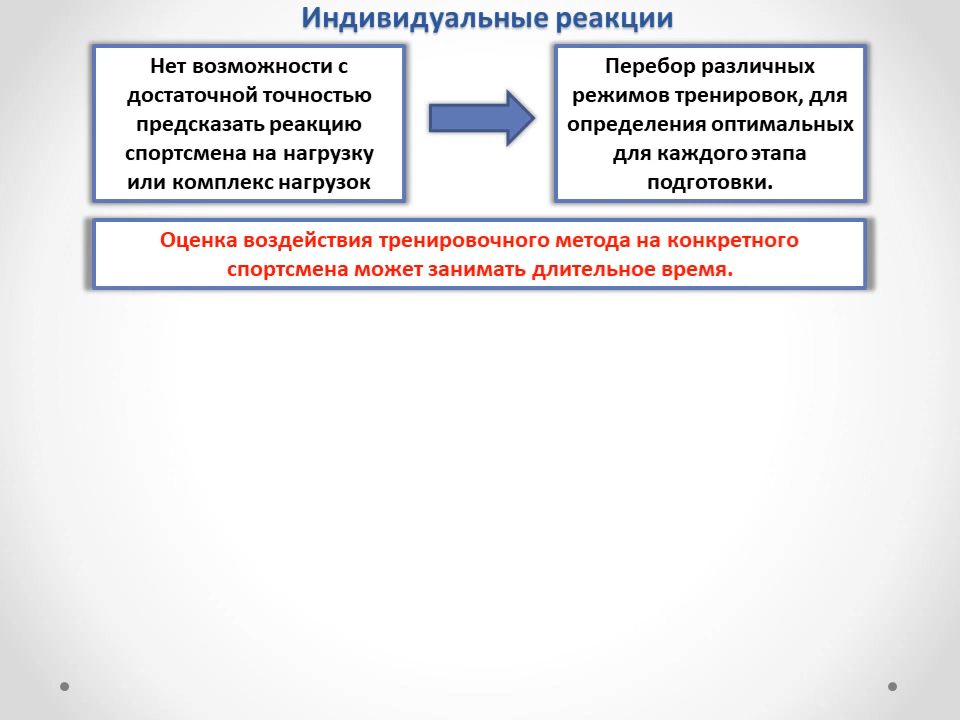 Индивидуальные реакции
Нет возможности с
достаточной точностью
предсказать реакцию
спортсмена на нагрузку
или комплекс нагрузок
Перебор различных
режимов тренировок, для
определения оптимальных
для каждого этапа
подготовки.
Оценка воздействия тренировочного метода на конкретного
спортсмена может занимать длительное время.